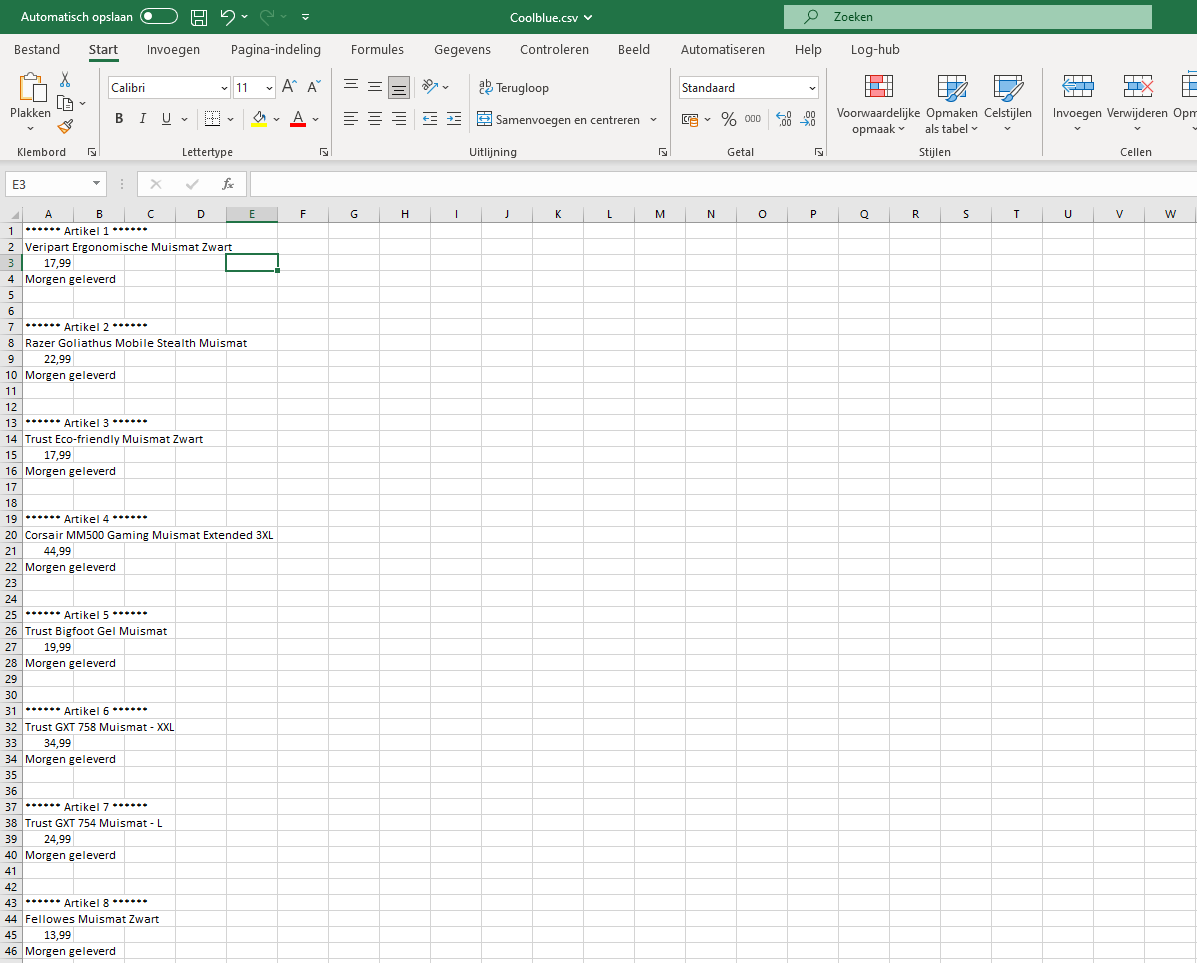 Automatisch opslaan
Coolblue.csv
Zoeken
Bestand Start Invoegen Pagina-indeling Formules Gegevens Controleren Beeld Automatiseren Help Log-hub
Plakken
Klembord
Calibri 11 A A
B I U A
Lettertype
ab Terugloop
Samenvoegen en centreren
Uitlijning
Standaard
% 000
Getal
Voorwaardelijke opmaak
Opmaken als tabel
Celstijlen
Stijlen
Invoegen Verwijderen Opm
Cellen
E3 fx
A B C D E F G H I J K L M N O P Q R S T U V W
1 ****** Artikel 1 ******
2 Veripart Ergonomische Muismat Zwart
3 17,99
4 Morgen geleverd
5
6
7 ****** Artikel 2 ******
8 Razer Goliathus Mobile Stealth Muismat
9 22,99
10 Morgen geleverd
11
12
13 ****** Artikel 3 ******
14 Trust Eco-friendly Muismat Zwart
15 17,99
16 Morgen geleverd
17
18
19 ****** Artikel 4 ******
20 Corsair MM500 Gaming Muismat Extended 3XL
21 44,99
22 Morgen geleverd
23
24
25 ****** Artikel 5 ******
26 Trust Bigfoot Gel Muismat
27 19,99
28 Morgen geleverd
29
30
31 ****** Artikel 6 ******
32 Trust GXT 758 Muismat - XXL
33 34,99
34 Morgen geleverd
35
36
37 ****** Artikel 7 ******
38 Trust GXT 754 Muismat - L
39 24,99
40 Morgen geleverd
41
42
43 ****** Artikel 8 ******
44 Fellowes Muismat Zwart
45 13,99
46 Morgen geleverd